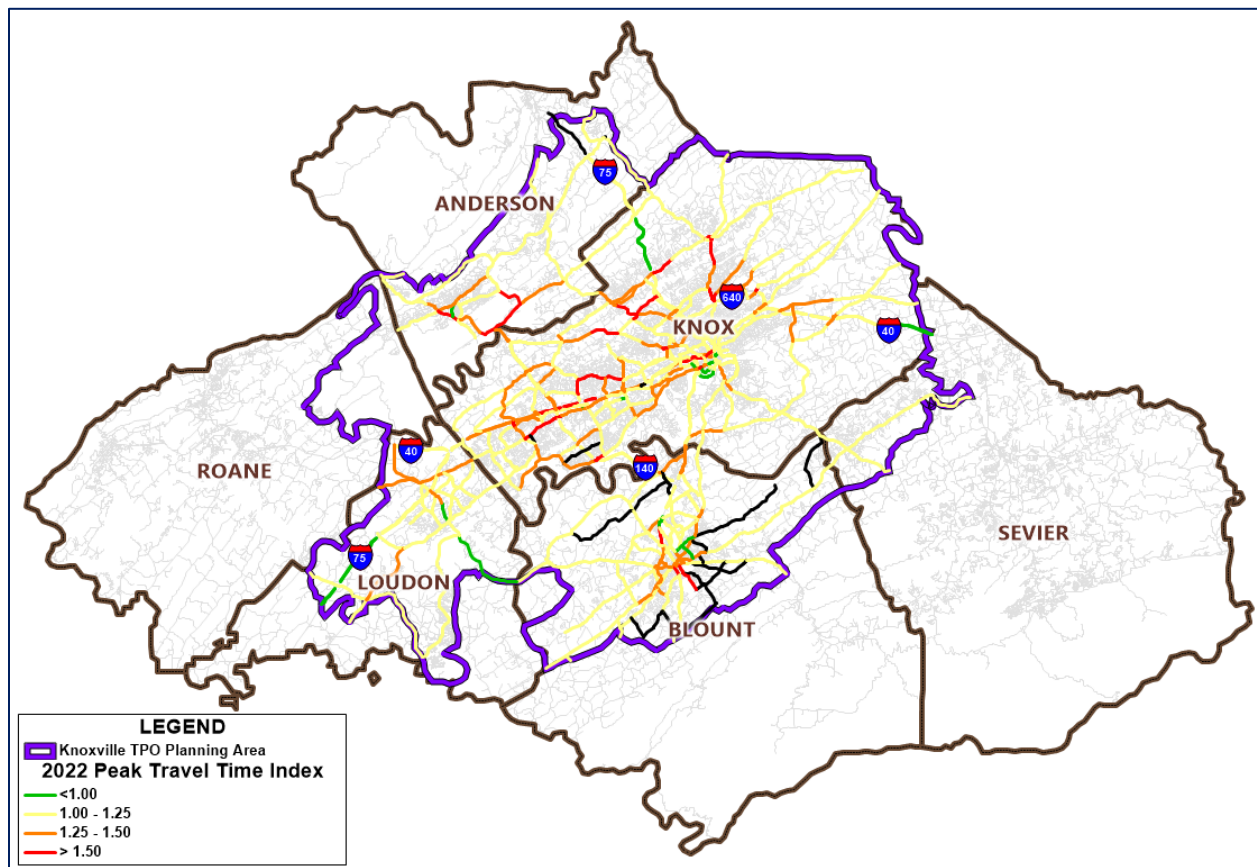 75
ANDERSON
640
KNOX
40
40
ROANE
140
SEVIER
75
LOUDON
BLOUNT
LEGEND
Knoxville TPO Planning Area
2022 Peak Travel Time Index
<1.00
1.00 - 1.25
1.25 - 1.50
> 1.50